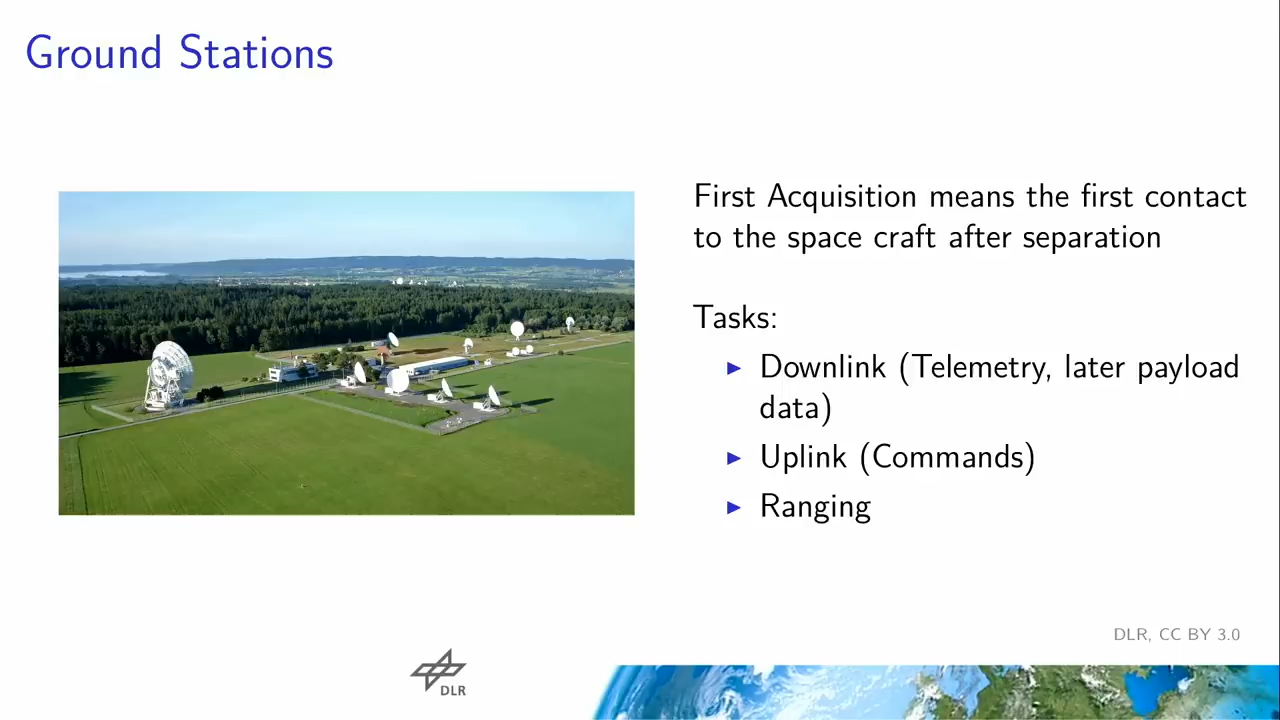 Ground Stations
First Acquisition means the first contact
to the space craft after separation
Tasks:
Downlink (Telemetry, later payload
data)
Uplink (Commands)
Ranging
DLR, CC BY 3.0
DLR